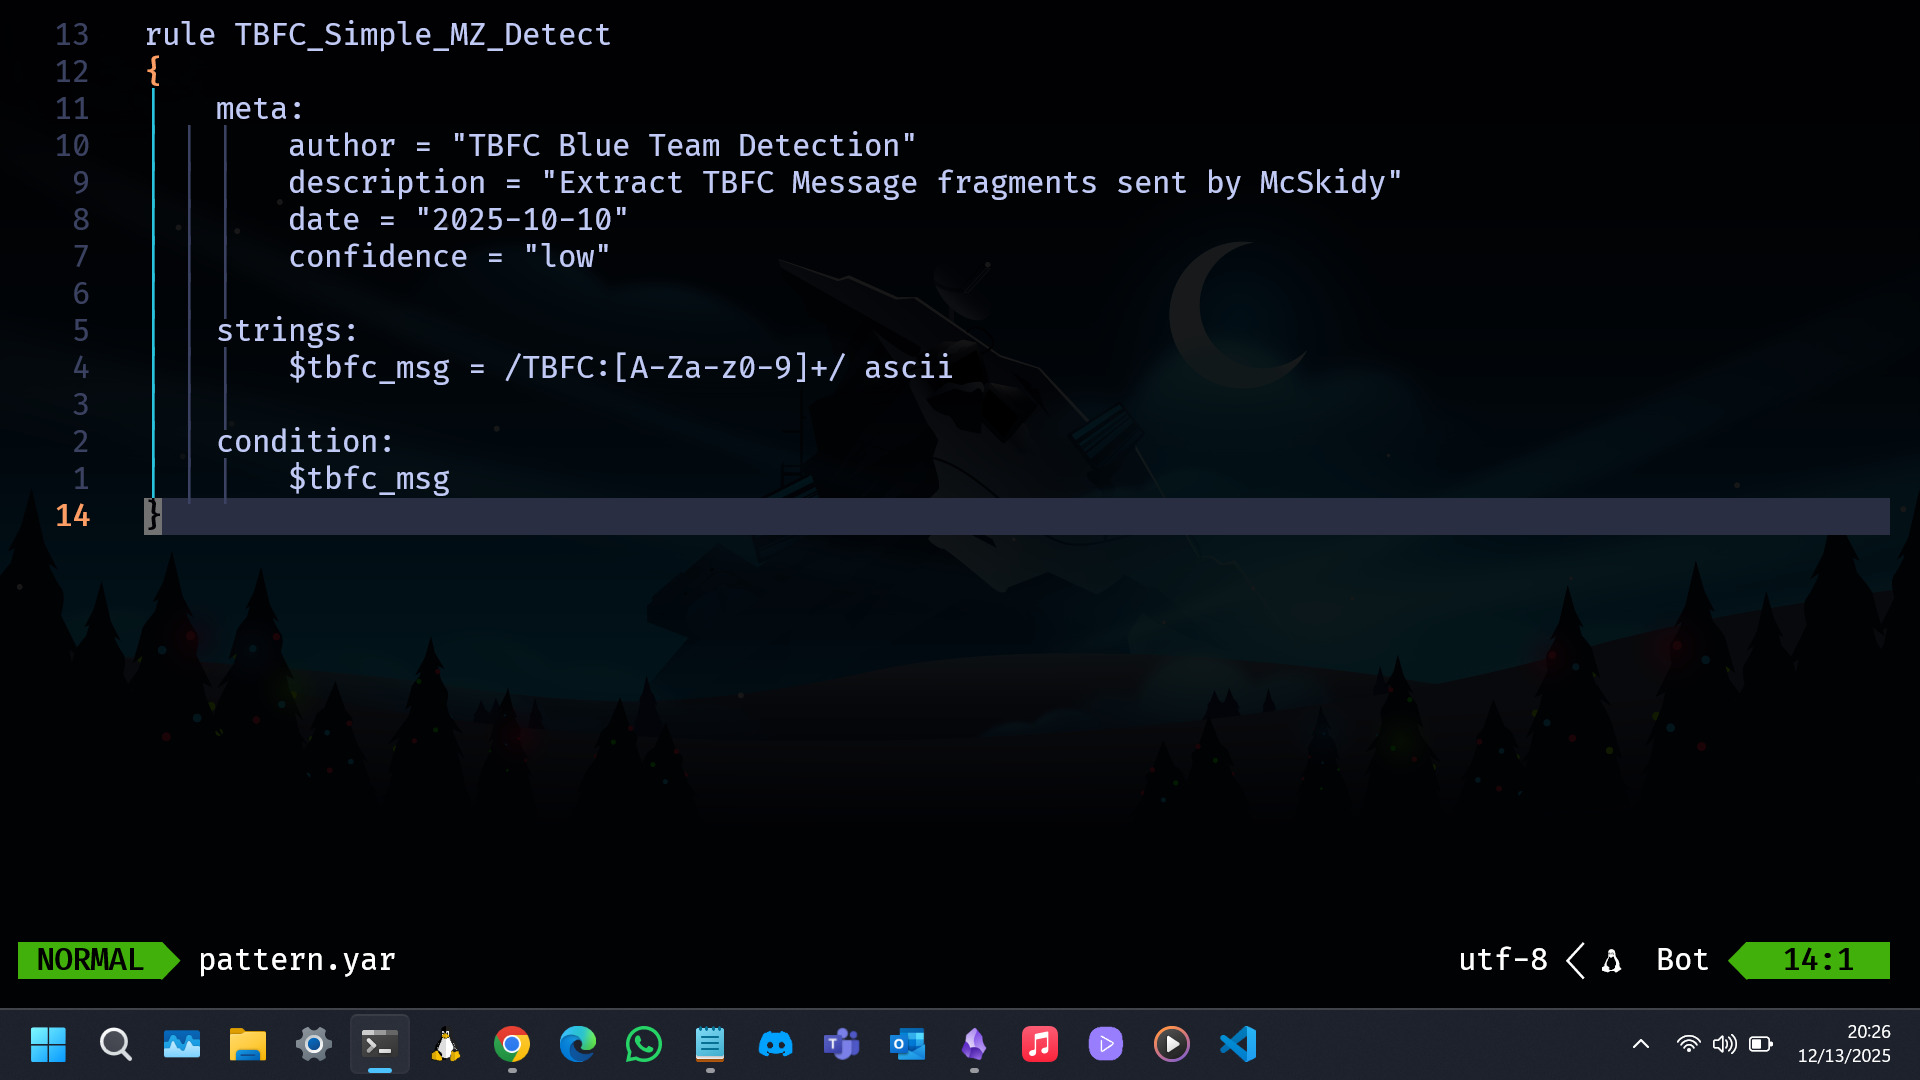 13 rule TBFC_Simple_MZ_Detect
12 {
11 meta:
10 author = "TBFC Blue Team Detection"
9 description = "Extract TBFC Message fragments sent by McSkidy"
8 date = "2025-10-10"
7 confidence = "low"
6
5 strings:
4 $tbfc_msg = /TBFC:[A-Za-z0-9]+/ ascii
3
2 condition:
1 $tbfc_msg
14 }
NORMAL pattern.yar utf-8 Bot 14:1
20:26
12/13/2025